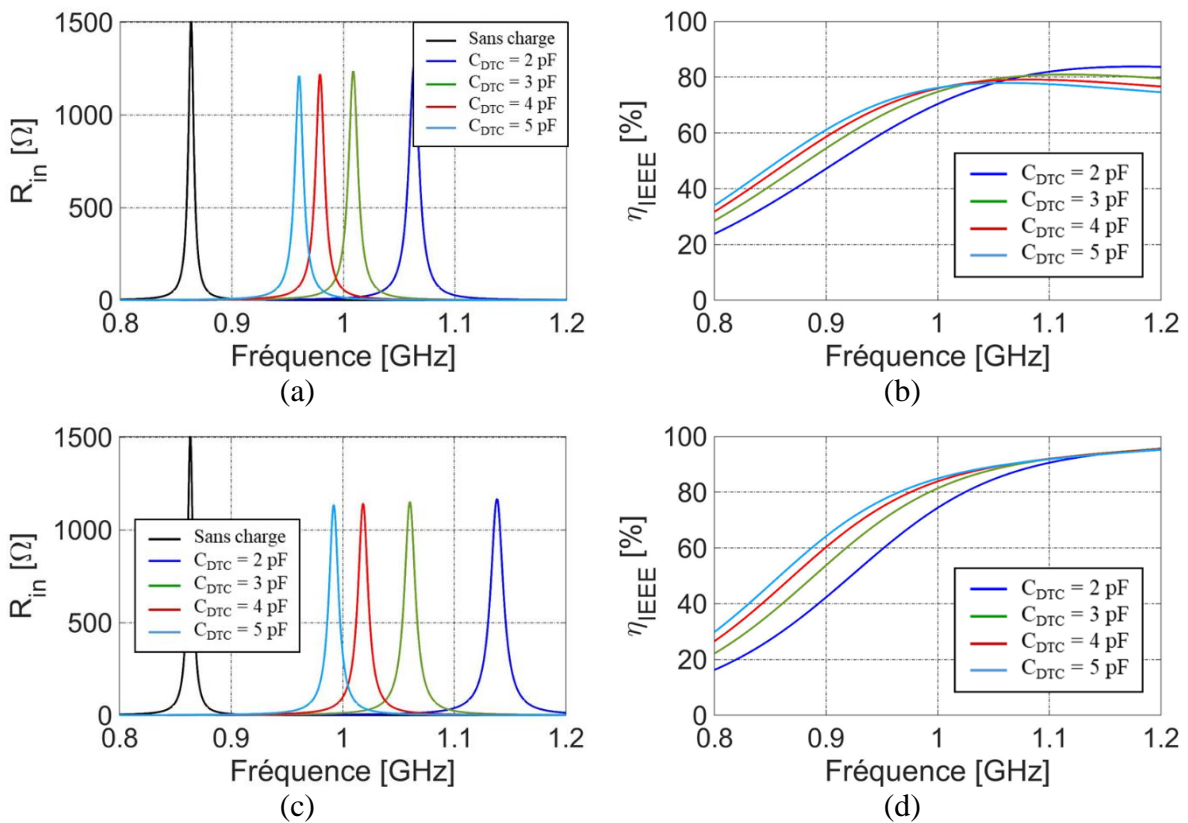 1500
1000
500
0
R_in [Ω]
Sans charge
C_DTC = 2 pF
C_DTC = 3 pF
C_DTC = 4 pF
C_DTC = 5 pF
0.8 0.9 1 1.1 1.2
Fréquence [GHz]
(a)
100
80
60
40
20
0
η_IEEE [%]
C_DTC = 2 pF
C_DTC = 3 pF
C_DTC = 4 pF
C_DTC = 5 pF
0.8 0.9 1 1.1 1.2
Fréquence [GHz]
(b)
1500
1000
500
0
R_in [Ω]
Sans charge
C_DTC = 2 pF
C_DTC = 3 pF
C_DTC = 4 pF
C_DTC = 5 pF
0.8 0.9 1 1.1 1.2
Fréquence [GHz]
(c)
100
80
60
40
20
0
η_IEEE [%]
C_DTC = 2 pF
C_DTC = 3 pF
C_DTC = 4 pF
C_DTC = 5 pF
0.8 0.9 1 1.1 1.2
Fréquence [GHz]
(d)